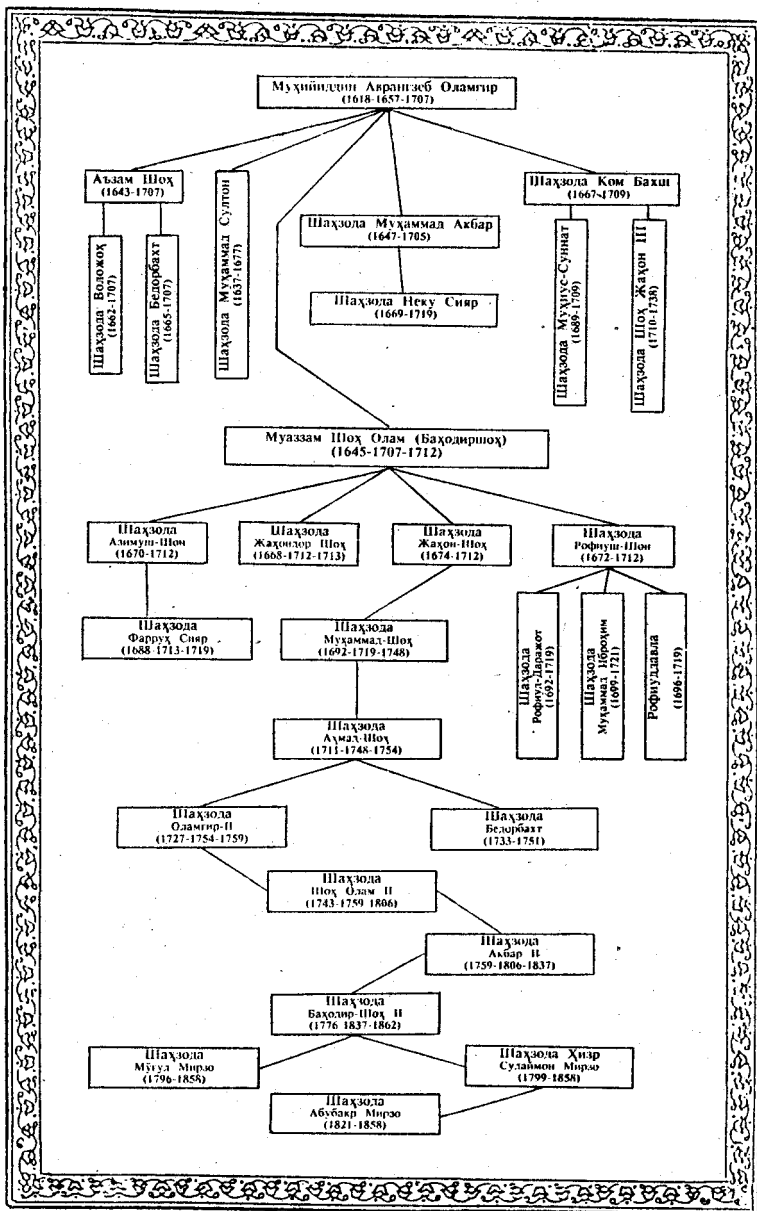 Муҳийиддин Аврангзеб Оламгир
(1618-1657-1707)
Аъзам Шоҳ
(1643-1707)
Шаҳзода Воложоҳ
(1662-1707)
Шаҳзода Бедорбахт
(1665-1707)
Шаҳзода Муҳаммад Султон
(1637-1677)
Шаҳзода Муҳаммад Акбар
(1647-1705)
Шаҳзода Неку Сияр
(1669-1719)
Шаҳзода Ком Бахш
(1667-1709)
Шаҳзода Муҳиус-Суннат
(1689-1709)
Шаҳзода Шоҳ Жаҳон III
(1710-1738)
Муаззам Шоҳ Олам (Баҳодиршоҳ)
(1645-1707-1712)
Шаҳзода
Азимуш-Шон
(1670-1712)
Шаҳзода
Жаҳондор Шоҳ
(1668-1712-1713)
Шаҳзода
Жаҳон-Шоҳ
(1674-1712)
Шаҳзода
Рофиуш-Шон
(1672-1712)
Шаҳзода
Фарруҳ Сияр
(1688-1713-1719)
Шаҳзода
Муҳаммад-Шоҳ
(1692-1719-1748)
Шаҳзода
Рофиул-Даражот
(1692-1719)
Шаҳзода
Муҳаммад Иброҳим
(1699-1721)
Рофиуддавла
(1696-1719)
Шаҳзода
Аҳмад-Шоҳ
(1711-1748-1754)
Шаҳзода
Оламгир-II
(1727-1754-1759)
Шаҳзода
Бедорбахт
(1733-1751)
Шаҳзода
Шоҳ Олам II
(1743-1759 1806)
Шаҳзода
Акбар II
(1759-1806-1837)
Шаҳзода
Баҳодир-Шоҳ II
(1776 1837-1862)
Шаҳзода
Мўғул Мирзо
(1796-1858)
Шаҳзода Ҳизр
Сулаймон Мирзо
(1799-1858)
Шаҳзода
Абубакр Мирзо
(1821-1858)